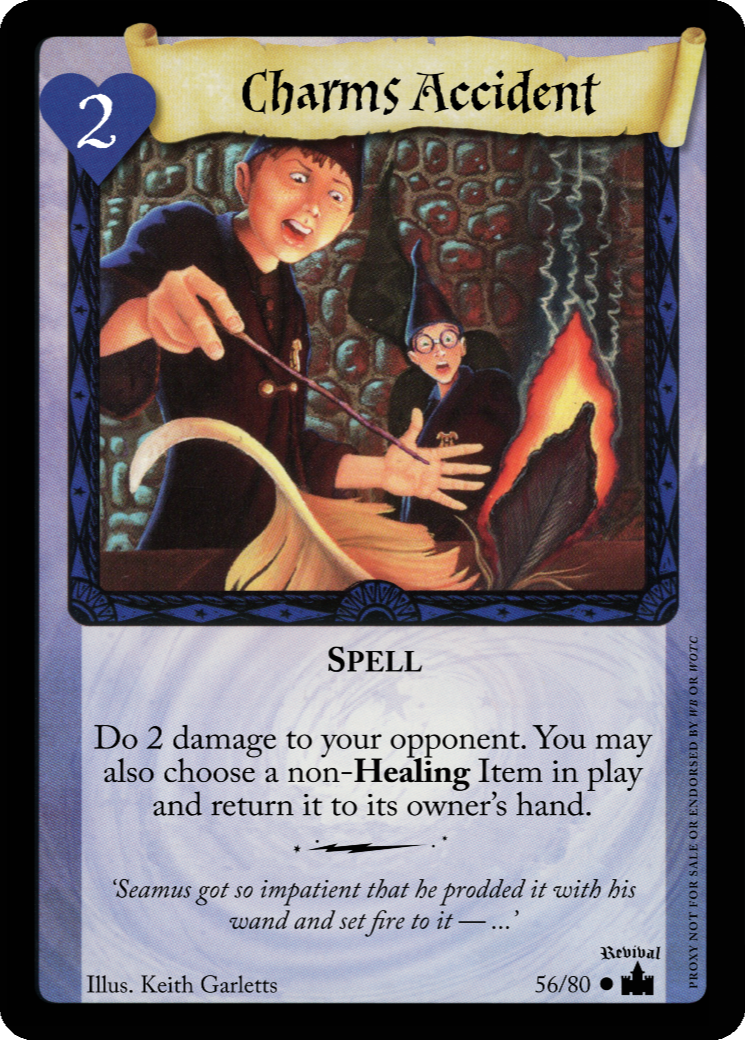 2
Charms Accident
SPELL
Do 2 damage to your opponent. You may
also choose a non-Healing Item in play
and return it to its owner's hand.
‘Seamus got so impatient that he prodded it with his
wand and set fire to it — ...’
Illus. Keith Garletts
56/80
Revival
PROXY NOT FOR SALE OR ENDORSED BY WB OR WOTC